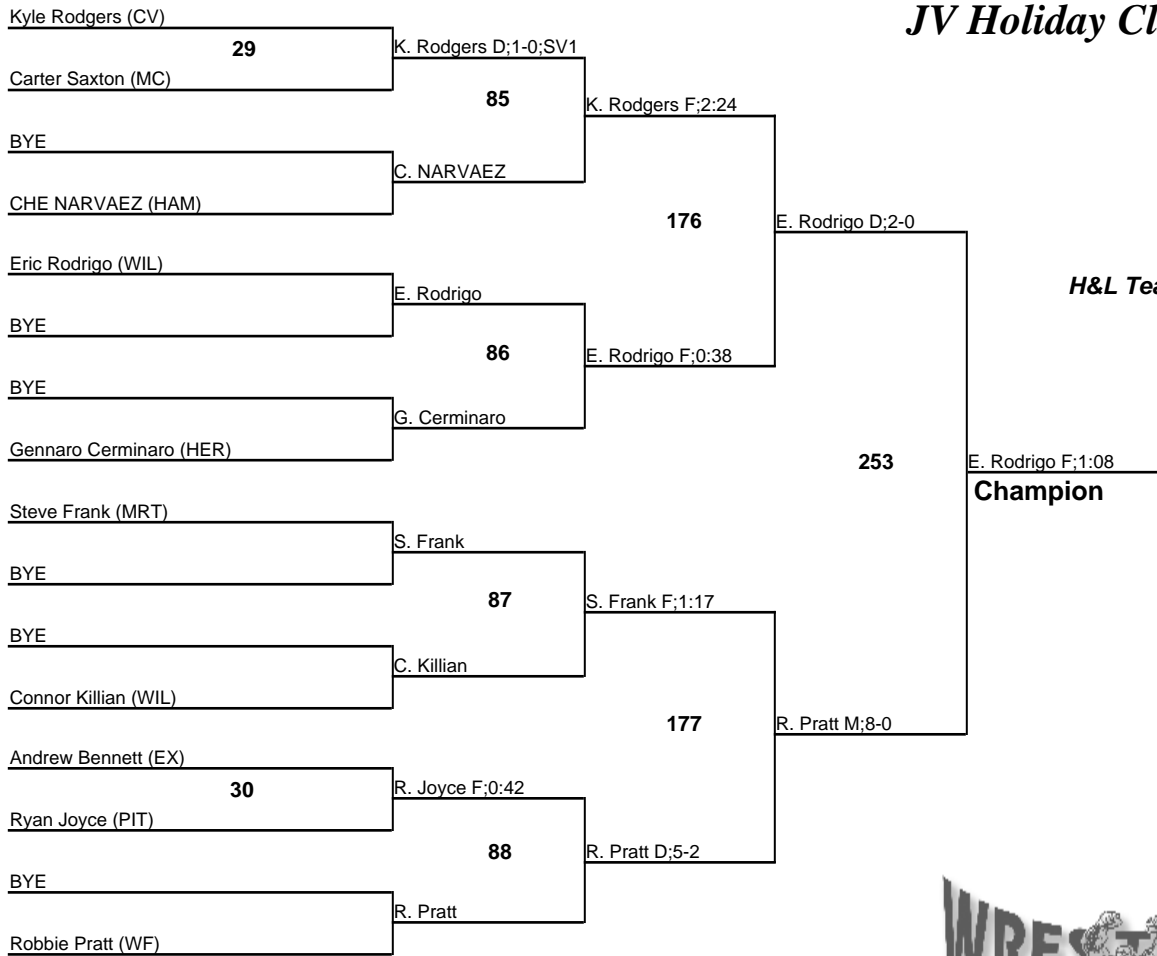 JV Holiday Cl
Kyle Rodgers (CV)
29
K. Rodgers D;1-0;SV1
Carter Saxton (MC)
85
K. Rodgers F;2:24
BYE
C. NARVAEZ
CHE NARVAEZ (HAM)
176
E. Rodrigo D;2-0
Eric Rodrigo (WIL)
H&L Tea
E. Rodrigo
BYE
86
E. Rodrigo F;0:38
BYE
G. Cerminaro
Gennaro Cerminaro (HER)
253
E. Rodrigo F;1:08
Champion
Steve Frank (MRT)
S. Frank
BYE
87
S. Frank F;1:17
BYE
C. Killian
Connor Killian (WIL)
177
R. Pratt M;8-0
Andrew Bennett (EX)
30
R. Joyce F;0:42
Ryan Joyce (PIT)
88
R. Pratt D;5-2
BYE
R. Pratt
Robbie Pratt (WF)
WREST